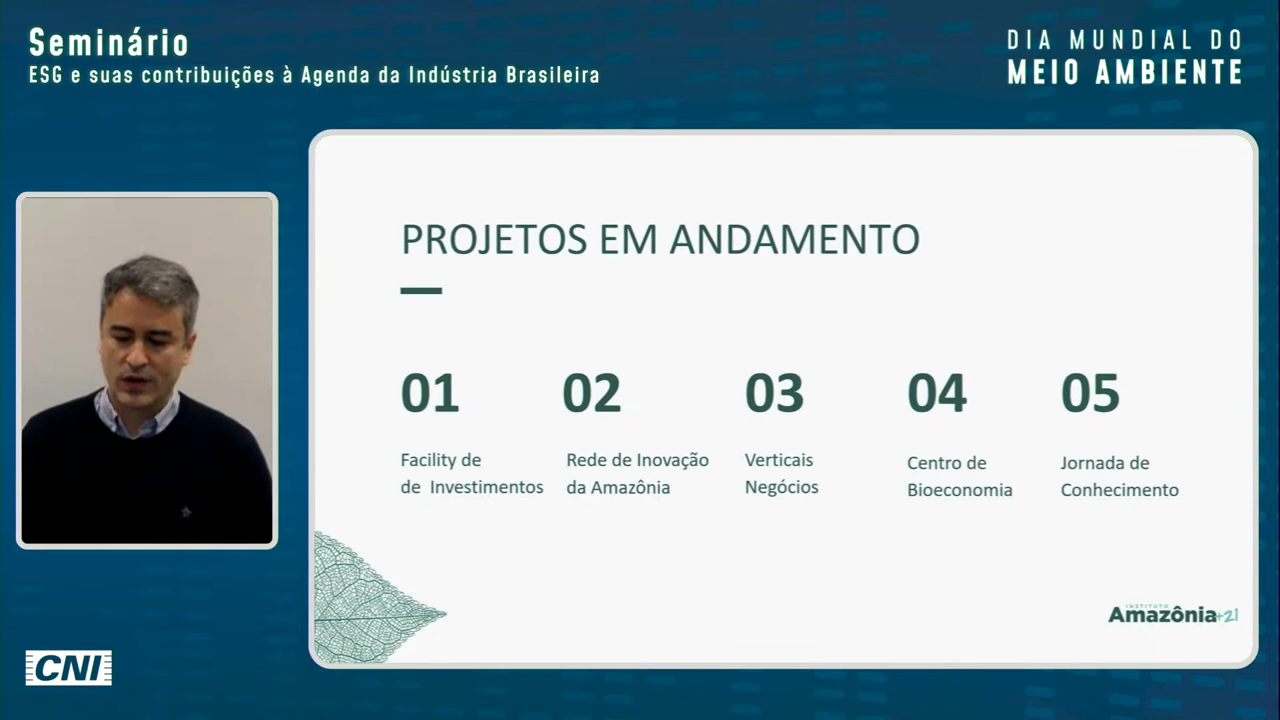 Seminário
ESG e suas contribuições à Agenda da Indústria Brasileira
DIA MUNDIAL DO
MEIO AMBIENTE
PROJETOS EM ANDAMENTO
01
Facility de
de Investimentos
02
Rede de Inovação
da Amazônia
03
Verticais
Negócios
04
Centro de
Bioeconomia
05
Jornada de
Conhecimento
INSTITUTO
Amazônia+21
CNI